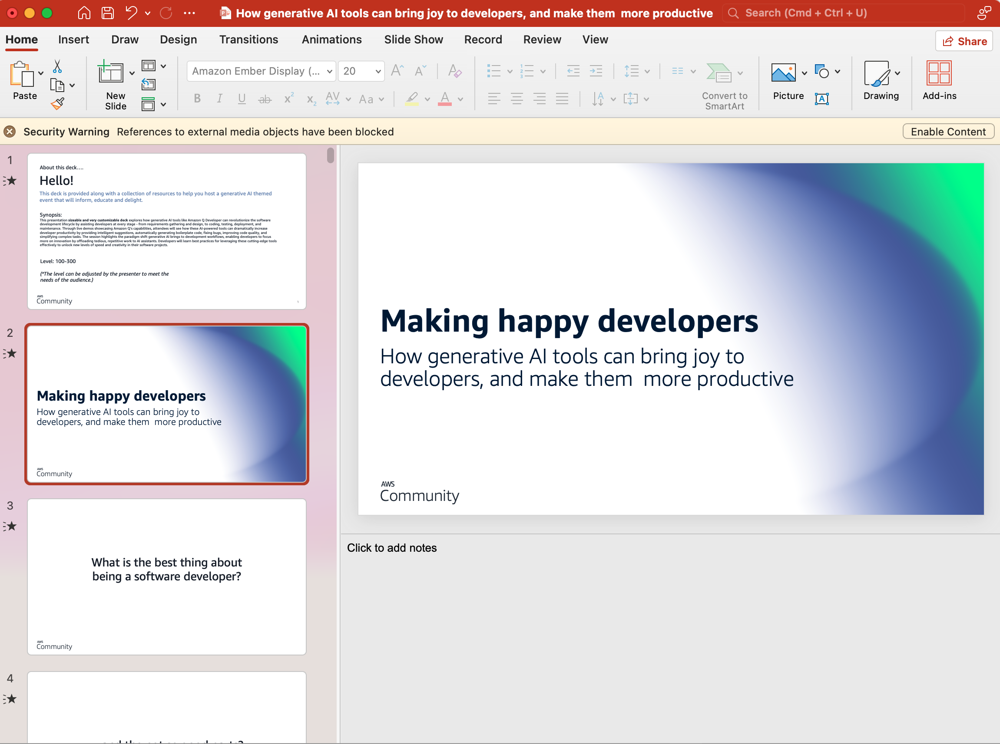 How generative AI tools can bring joy to developers, and make them  more productive
Search (Cmd + Ctrl + U)
Home Insert Draw Design Transitions Animations Slide Show Record Review View Share
Paste
New
Slide
Amazon Ember Display (... 20
Convert to
SmartArt
Picture
Drawing
Add-ins
Security Warning References to external media objects have been blocked Enable Content
1
About this deck....
Hello!
This deck is provided along with a collection of resources to help you host a generative AI themed
event that will inform, educate and delight.
Synopsis:
This presentation sizeable and very customizable deck explores how generative AI tools like Amazon Q Developer can revolutionize the software
development lifecycle by assisting developers at every stage - from requirements gathering and design, to coding, testing, deployment, and
maintenance. Through live demos showcasing Amazon Q's capabilities, attendees will see how these AI-powered tools can dramatically increase
developer productivity by providing intelligent suggestions, automatically generating boilerplate code, fixing bugs, improving code quality, and
simplifying complex tasks. The session highlights the paradigm shift generative AI brings to development workflows, enabling developers to focus
more on innovation by offloading tedious, repetitive work to AI assistants. Developers will learn best practices for leveraging these cutting-edge tools
effectively to unlock new levels of speed and creativity in their software projects.
Level: 100-300
(*The level can be adjusted by the presenter to meet the
needs of the audience.)
AWS
Community
1
2
Making happy developers
How generative AI tools can bring joy to
developers, and make them  more productive
AWS
Community
3
What is the best thing about
being a software developer?
AWS
Community
4
Making happy developers
How generative AI tools can bring joy to
developers, and make them  more productive
AWS
Community
Click to add notes